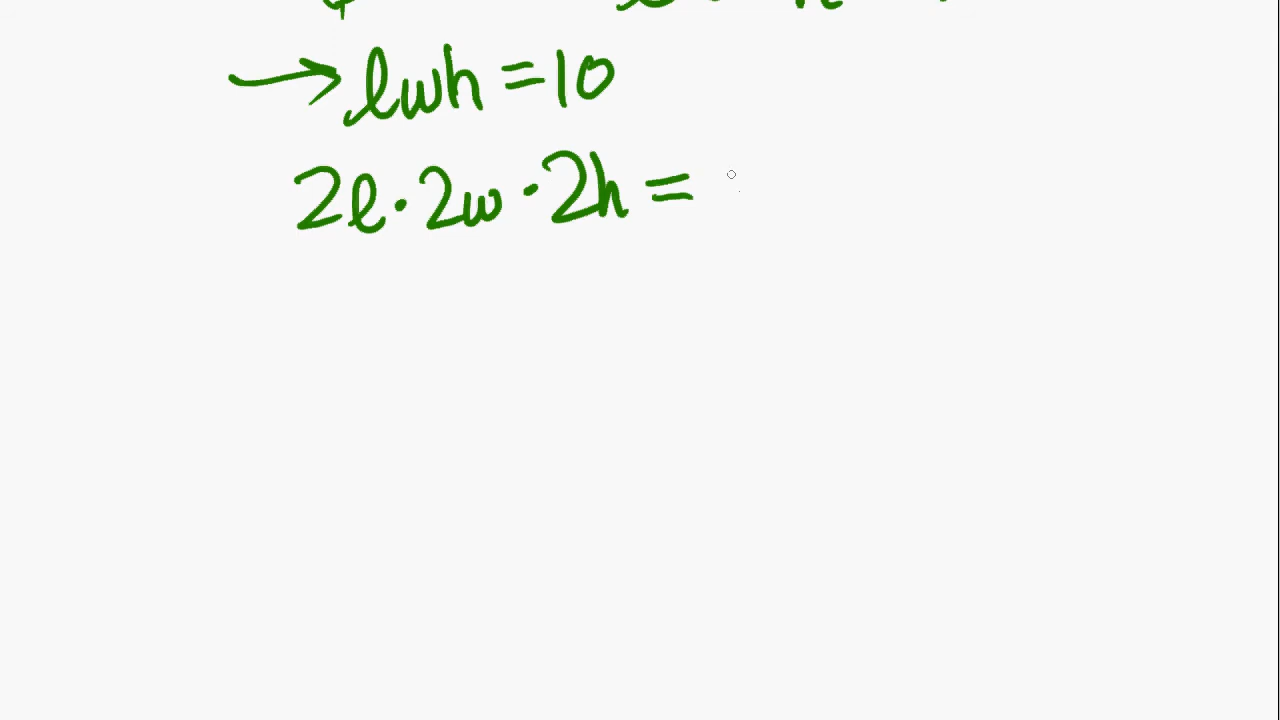 → lwh = 10
2l · 2w · 2h =